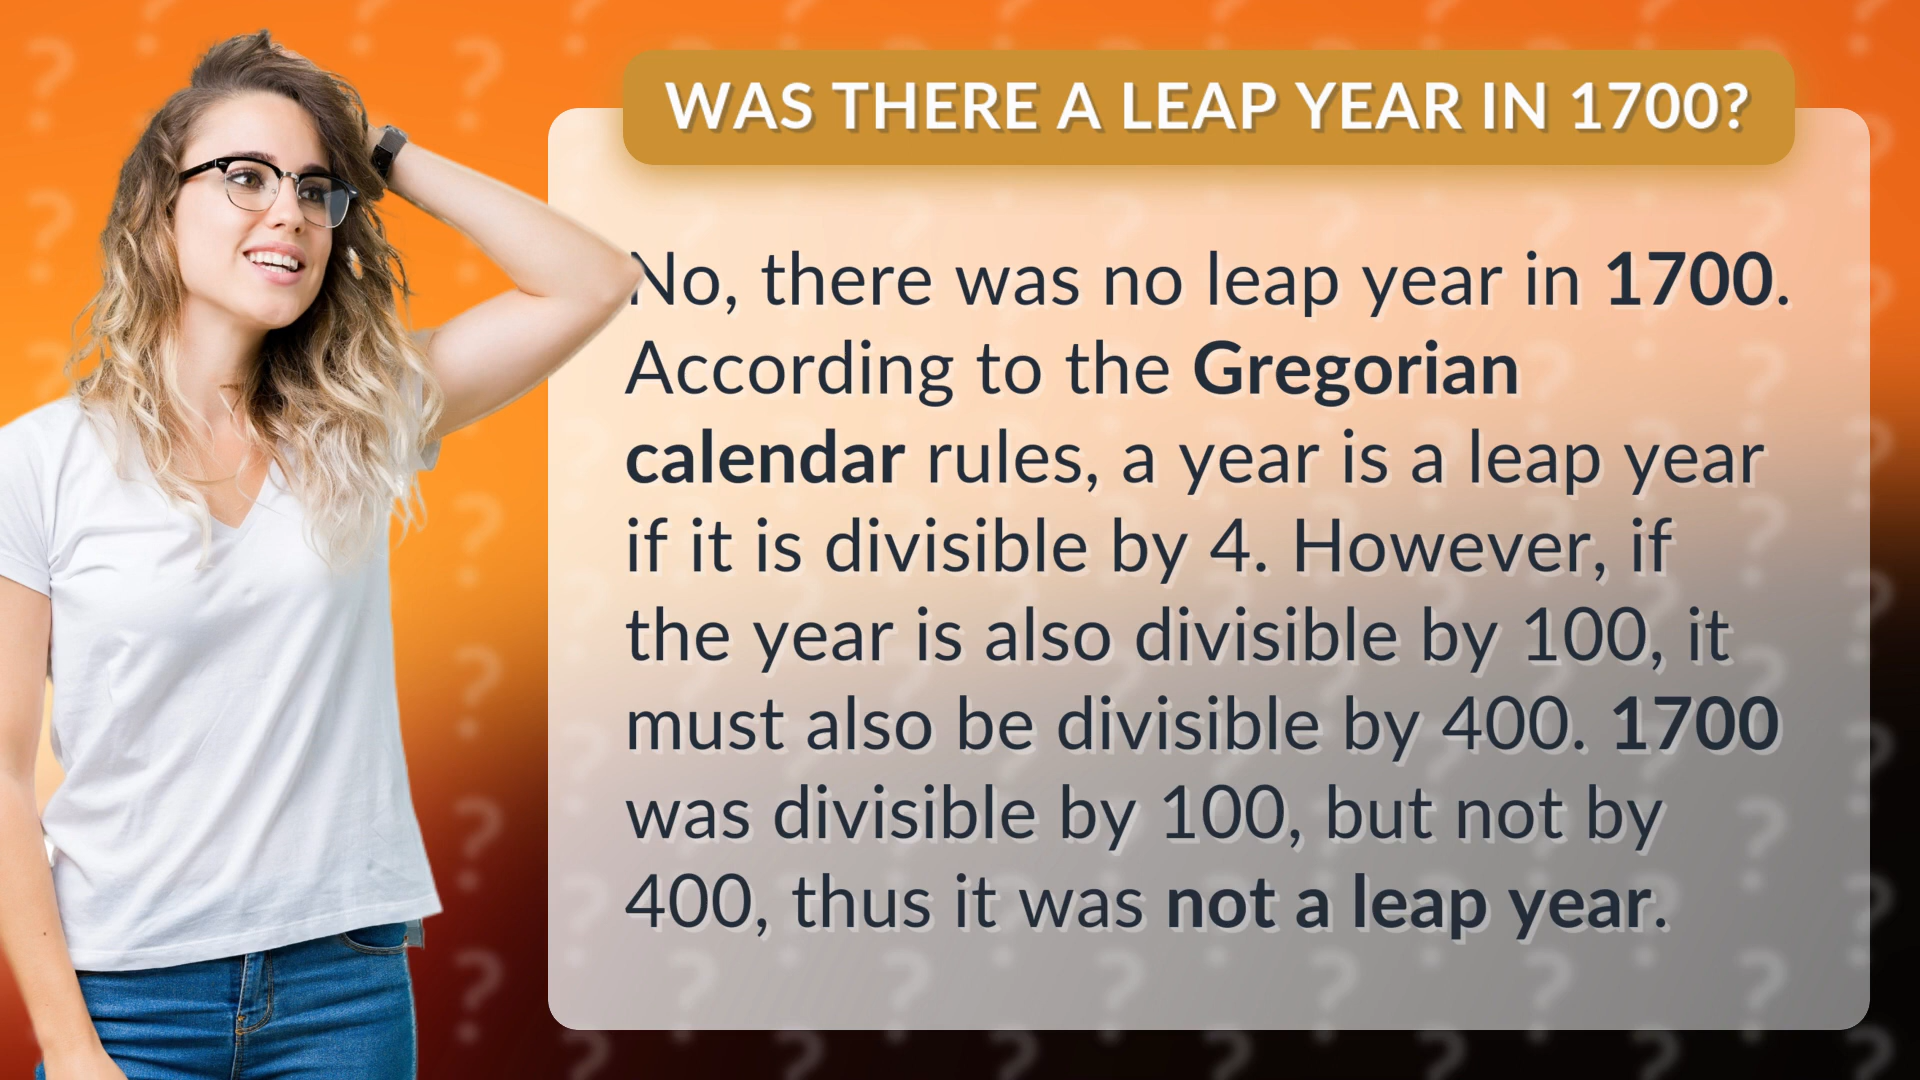 WAS THERE A LEAP YEAR IN 1700?
No, there was no leap year in 1700.
According to the Gregorian
calendar rules, a year is a leap year
if it is divisible by 4. However, if
the year is also divisible by 100, it
must also be divisible by 400. 1700
was divisible by 100, but not by
400, thus it was not a leap year.